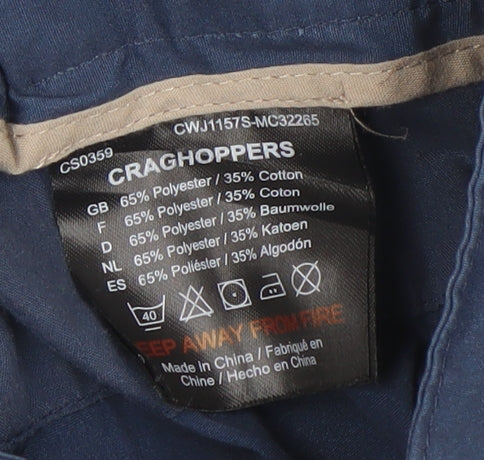 CWJ1157S-MC32265
CS0359
CRAGHOPPERS
GB 65% Polyester / 35% Cotton
F 65% Polyester / 35% Coton
D 65% Polyester / 35% Baumwolle
NL 65% Polyester / 35% Katoen
ES 65% Poliéster / 35% Algodón
40
EEP AWAY FROM FIRE
Made in China / Fabriqué en
Chine / Hecho en China